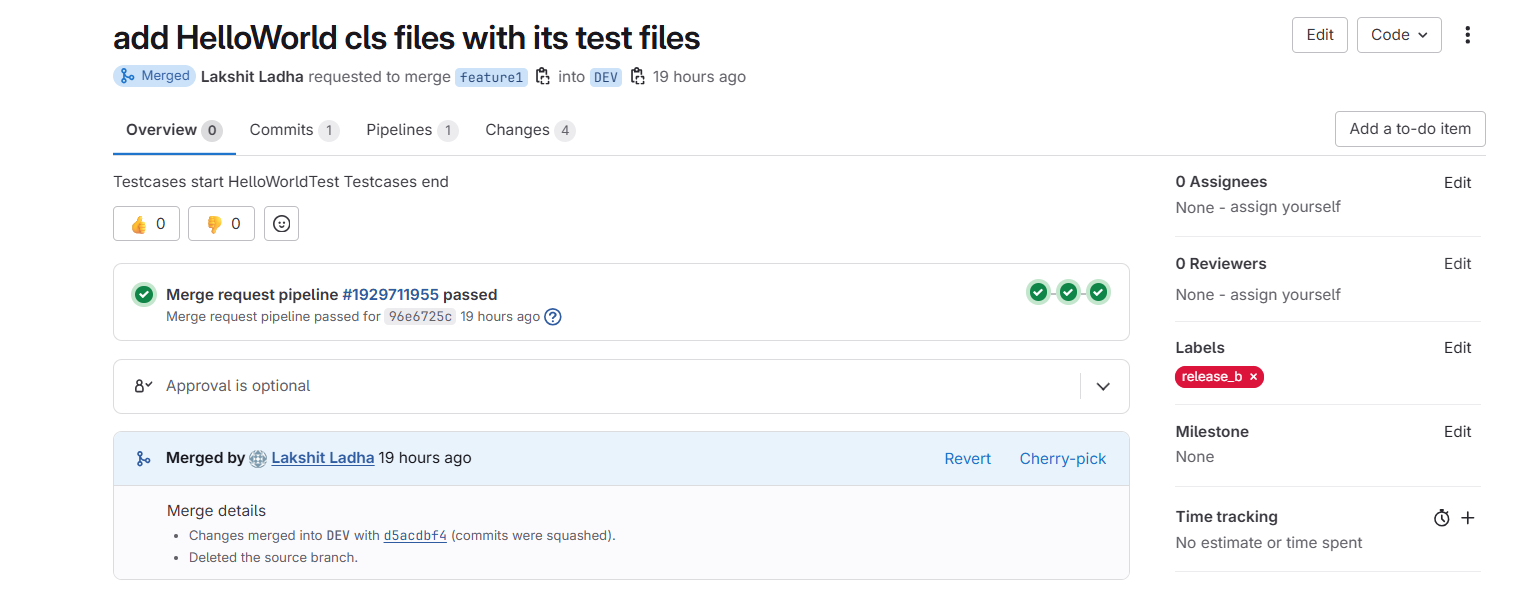 add HelloWorld cls files with its test files
Edit
Code
Merged Lakshit Ladha requested to merge feature1 into DEV 19 hours ago
Overview 0 Commits 1 Pipelines 1 Changes 4
Add a to-do item
Testcases start HelloWorldTest Testcases end
👍 0 👎 0
Merge request pipeline #1929711955 passed
Merge request pipeline passed for 96e6725c 19 hours ago ?
Approval is optional
Merged by Lakshit Ladha 19 hours ago
Revert Cherry-pick
Merge details
• Changes merged into DEV with d5acdbf4 (commits were squashed).
• Deleted the source branch.
0 Assignees Edit
None - assign yourself
0 Reviewers Edit
None - assign yourself
Labels Edit
release_b ×
Milestone Edit
None
Time tracking +
No estimate or time spent